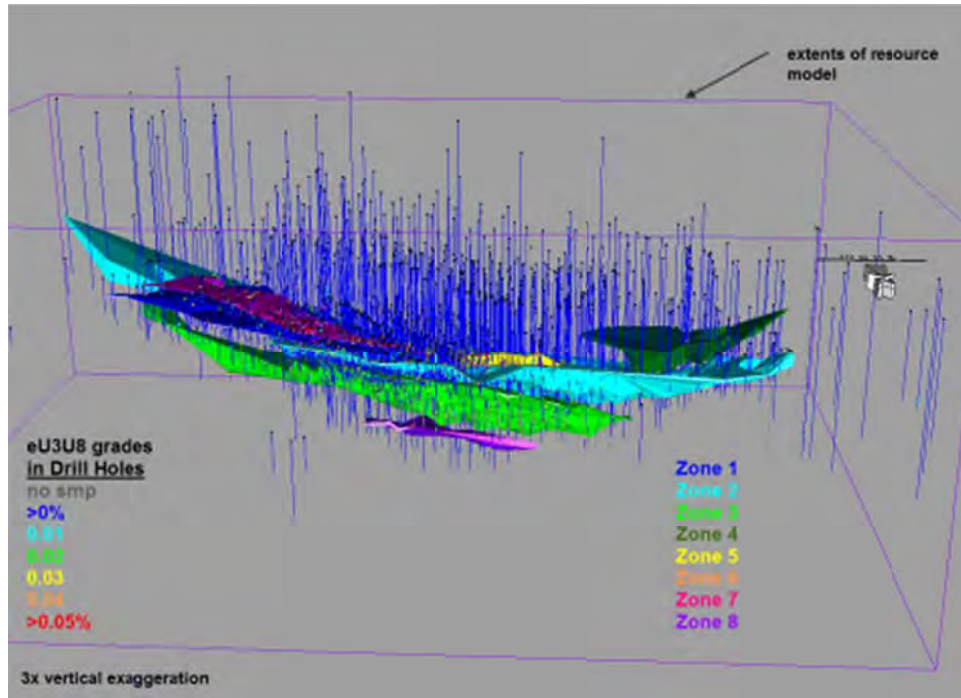 extents of resource
model
eU3U8 grades
in Drill Holes
no smp
>0%
0.01
0.02
0.03
0.04
>0.05%
Zone 1
Zone 2
Zone 3
Zone 4
Zone 5
Zone 6
Zone 7
Zone 8
3x vertical exaggeration